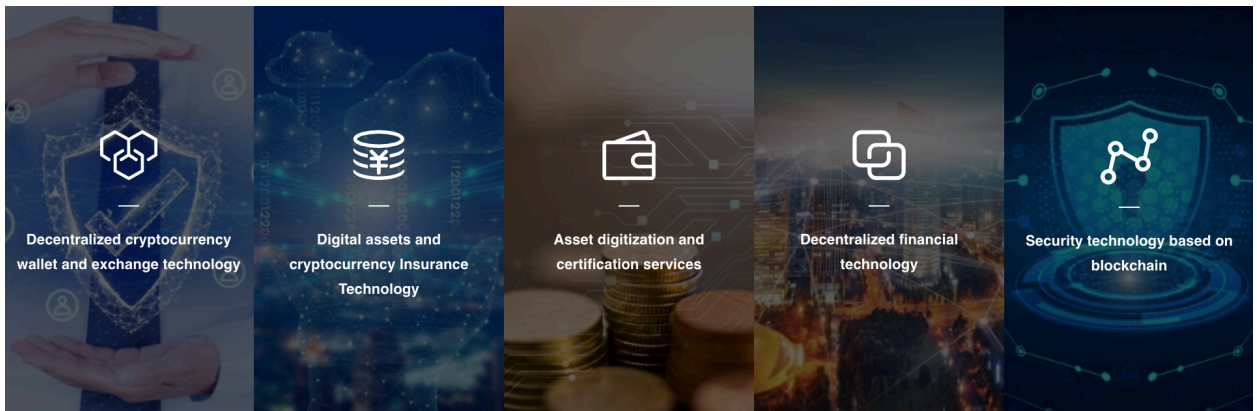 Decentralized cryptocurrency
wallet and exchange technology
Digital assets and
cryptocurrency Insurance
Technology
Asset digitization and
certification services
Decentralized financial
technology
Security technology based on
blockchain